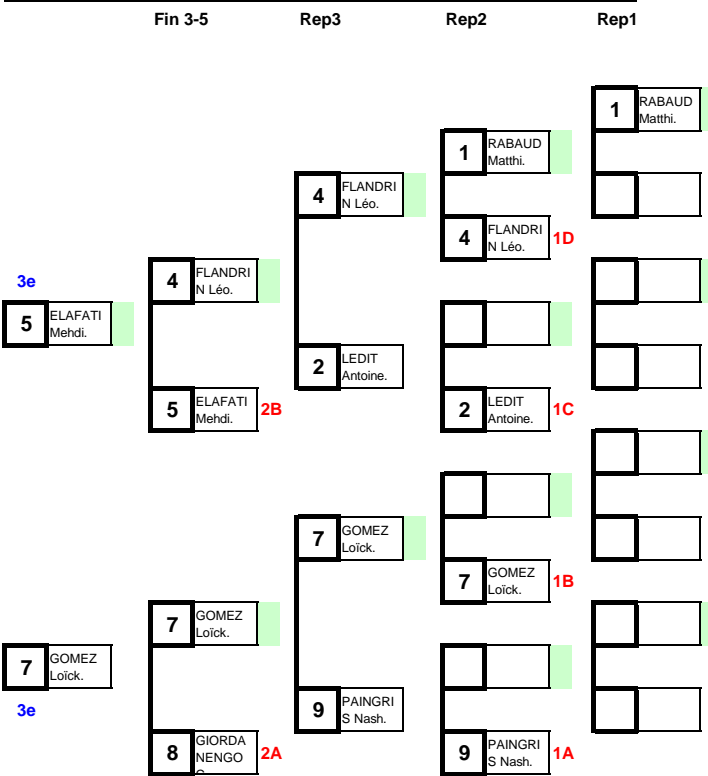 Fin 3-5 Rep3 Rep2 Rep1
1 RABAUD
Matthi.
1 RABAUD
Matthi.
4 FLANDRI
N Léo.
4 FLANDRI
N Léo. 1D
3e
4 FLANDRI
N Léo.
5 ELAFATI
Mehdi.
2 LEDIT
Antoine.
5 ELAFATI
Mehdi. 2B
2 LEDIT
Antoine. 1C
7 GOMEZ
Loïck.
7 GOMEZ
Loïck. 1B
7 GOMEZ
Loïck.
7 GOMEZ
Loïck.
3e
9 PAINGRI
S Nash.
8 GIORDA
NENGO 2A
9 PAINGRI
S Nash. 1A